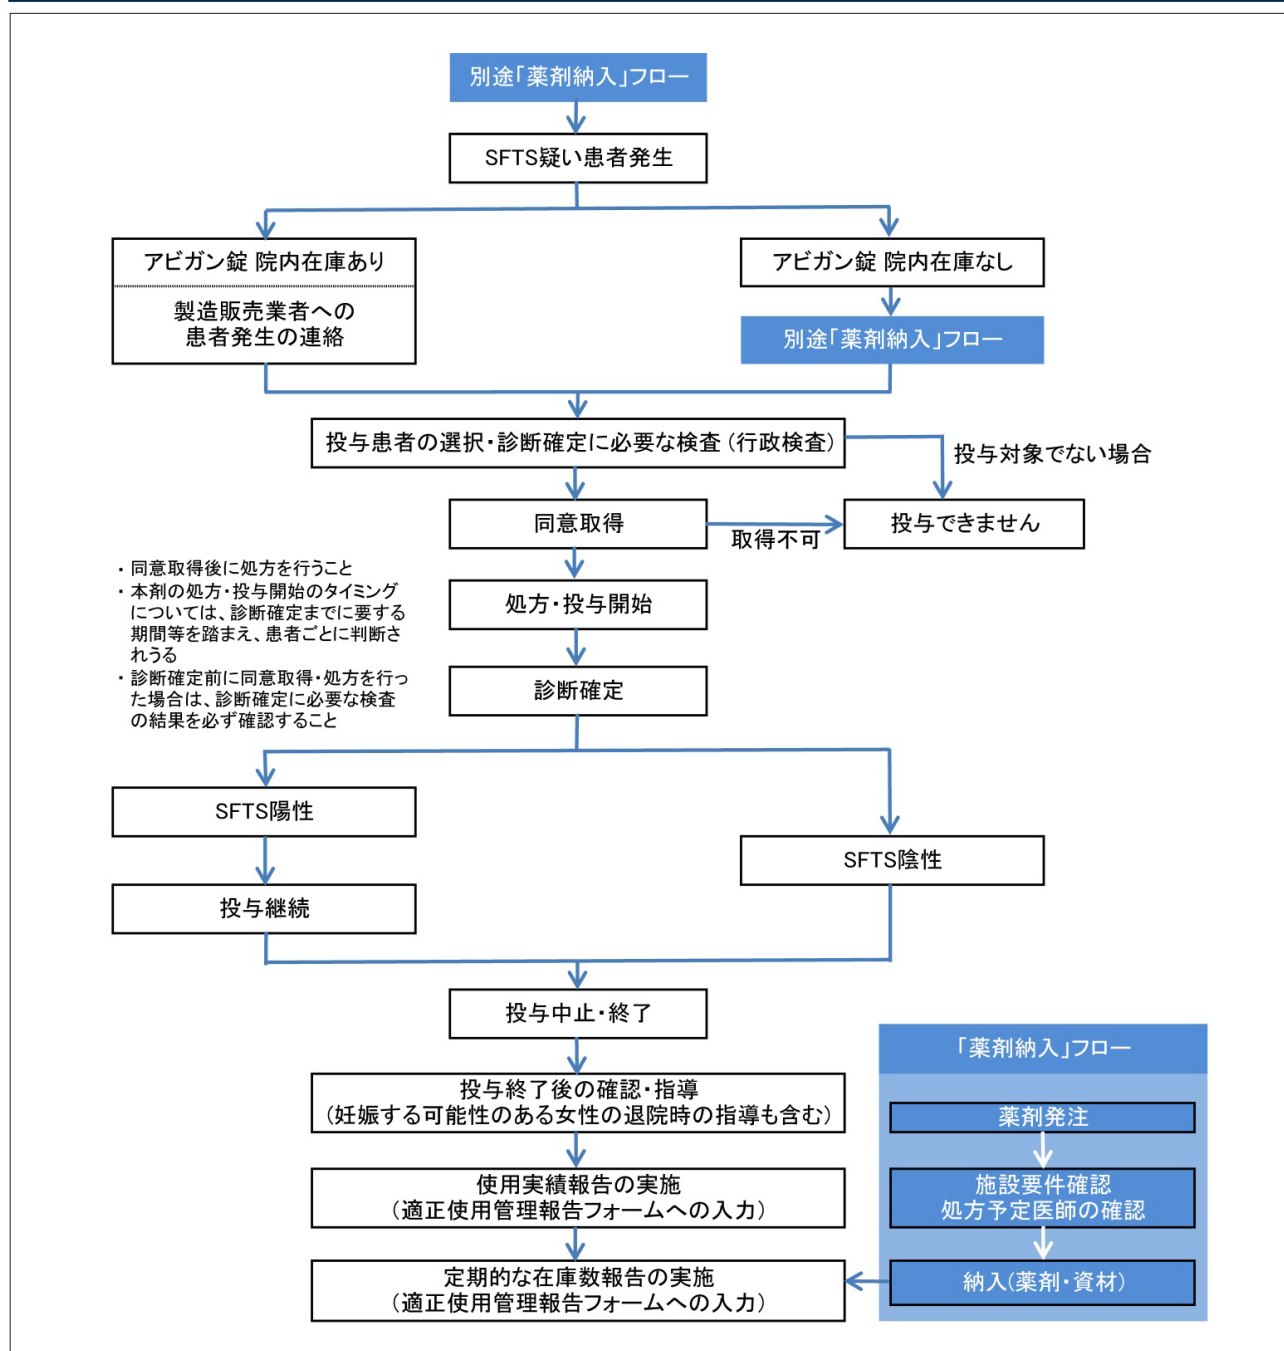 別途「薬剤納入」フロー
SFTS疑い患者発生
アビガン錠 院内在庫あり
製造販売業者への
患者発生の連絡
アビガン錠 院内在庫なし
別途「薬剤納入」フロー
投与患者の選択・診断確定に必要な検査(行政検査)
投与対象でない場合
同意取得
取得不可
投与できません
・ 同意取得後に処方を行うこと
・ 本剤の処方・投与開始のタイミング
については、診断確定までに要する
期間等を踏まえ、患者ごとに判断さ
れうる
・ 診断確定前に同意取得・処方を行っ
た場合は、診断確定に必要な検査
の結果を必ず確認すること
処方・投与開始
診断確定
SFTS陽性
投与継続
SFTS陰性
投与中止・終了
投与終了後の確認・指導
(妊娠する可能性のある女性の退院時の指導も含む)
使用実績報告の実施
(適正使用管理報告フォームへの入力)
定期的な在庫数報告の実施
(適正使用管理報告フォームへの入力)
「薬剤納入」フロー
薬剤発注
施設要件確認
処方予定医師の確認
納入(薬剤・資材)